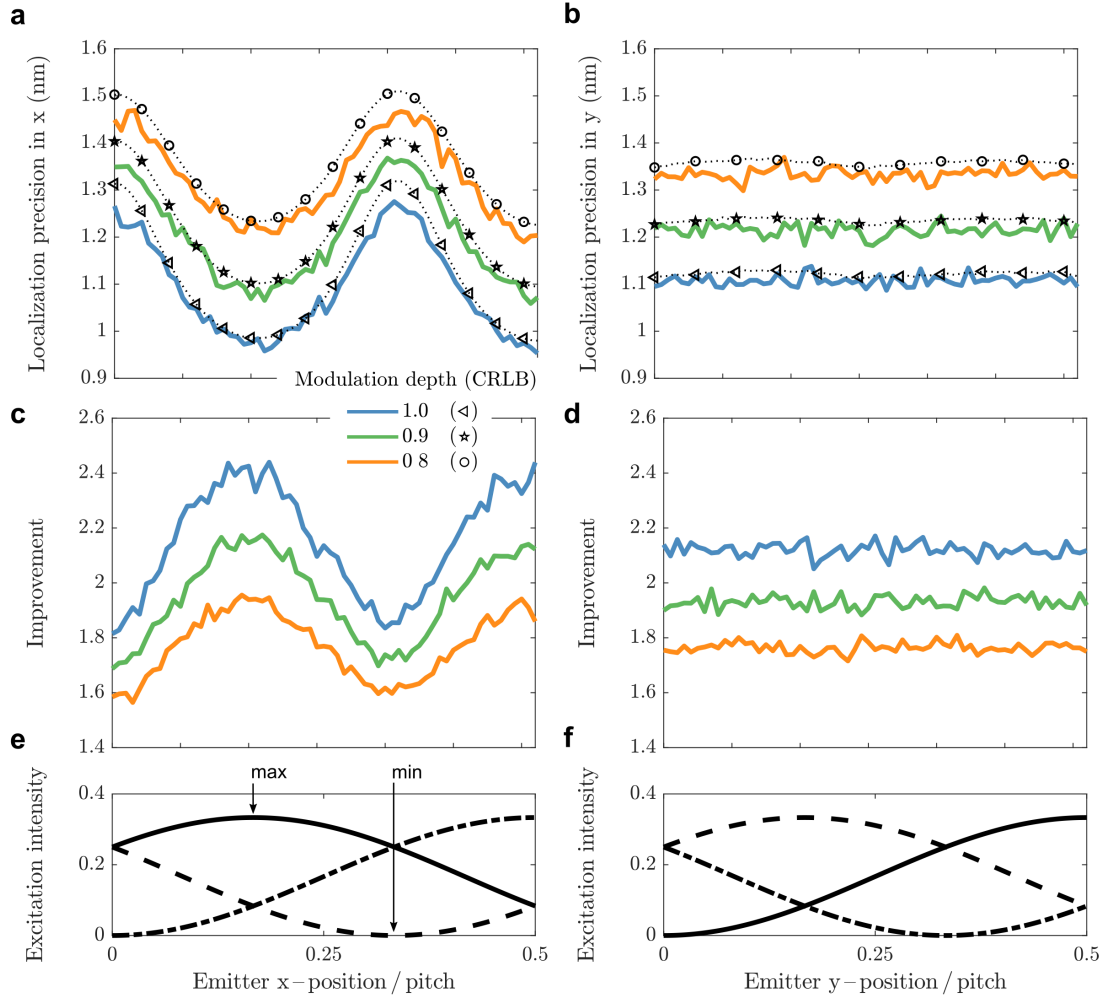 a
b
1.6
1.5
1.4
1.3
1.2
1.1
1
0.9
Localization precision in x (nm)
1.6
1.5
1.4
1.3
1.2
1.1
1
0.9
Localization precision in y (nm)
Modulation depth (CRLB)
1.0 ( )
0.9 ( )
0 8 ( )
c
d
2.6
2.4
2.2
2
1.8
1.6
1.4
Improvement
2.6
2.4
2.2
2
1.8
1.6
1.4
Improvement
e
f
max
min
0.4
0.2
0
Excitation intensity
0
0.25
0.5
Emitter x–position / pitch
0.4
0.2
0
Excitation intensity
0
0.25
0.5
Emitter y–position / pitch